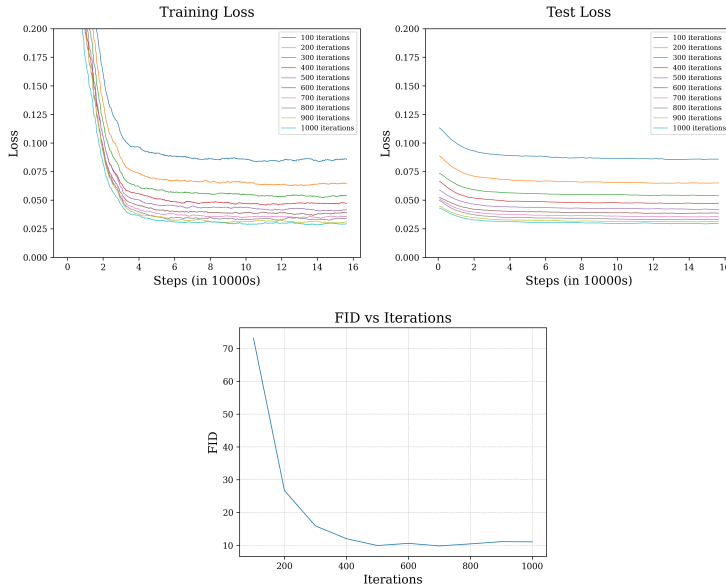 Training Loss
0.200
0.175
0.150
0.125
0.100
0.075
0.050
0.025
0.000
Loss
0 2 4 6 8 10 12 14 16
Steps (in 10000s)
100 iterations
200 iterations
300 iterations
400 iterations
500 iterations
600 iterations
700 iterations
800 iterations
900 iterations
1000 iterations
Test Loss
0.200
0.175
0.150
0.125
0.100
0.075
0.050
0.025
0.000
Loss
0 2 4 6 8 10 12 14 16
Steps (in 10000s)
100 iterations
200 iterations
300 iterations
400 iterations
500 iterations
600 iterations
700 iterations
800 iterations
900 iterations
1000 iterations
FID vs Iterations
70
60
50
40
30
20
10
FID
200 400 600 800 1000
Iterations